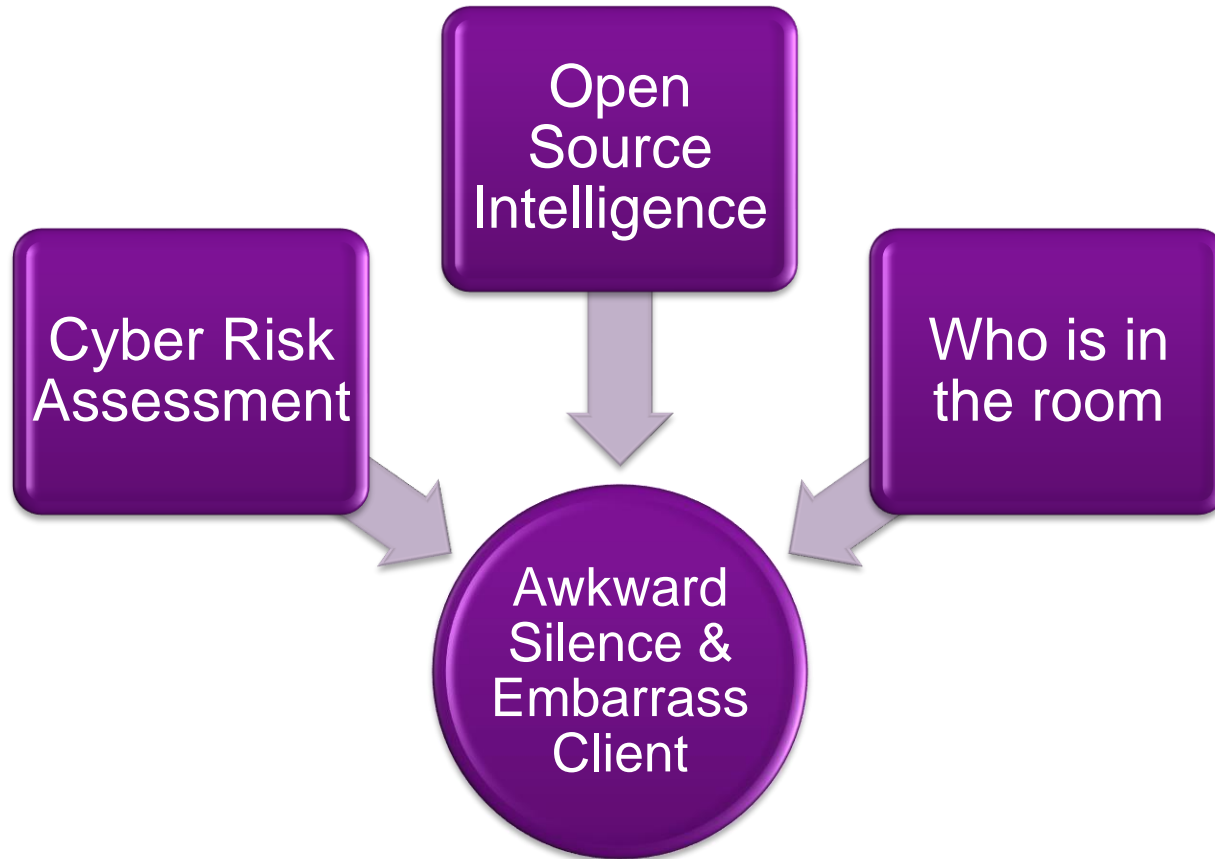 Open
Source
Intelligence
Cyber Risk
Assessment
Who is in
the room
Awkward
Silence &
Embarrass
Client